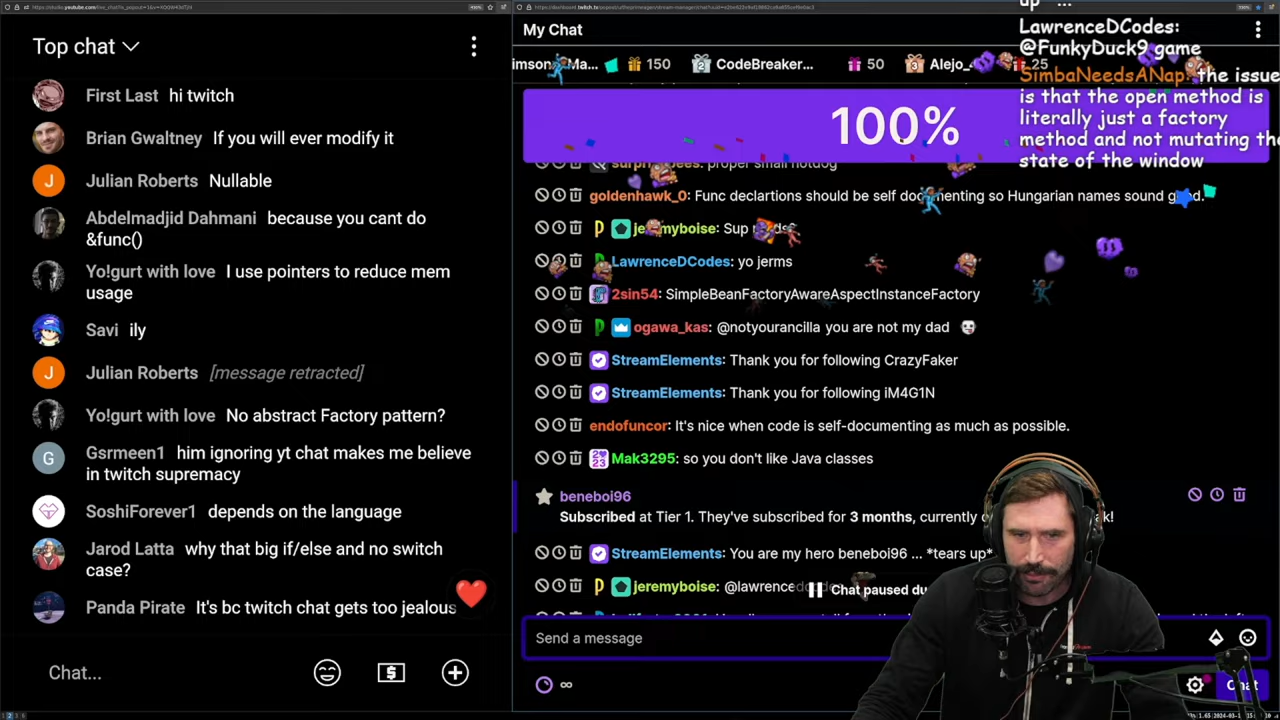 Top chat
First Last hi twitch
Brian Gwaltney If you will ever modify it
Julian Roberts Nullable
Abdelmadjid Dahmani because you cant do
&func()
Yo!gurt with love I use pointers to reduce mem
usage
Savi ily
Julian Roberts [message retracted]
Yo!gurt with love No abstract Factory pattern?
Gsrmeen1 him ignoring yt chat makes me believe
in twitch supremacy
SoshiForever1 depends on the language
Jarod Latta why that big if/else and no switch
case?
Panda Pirate It's bc twitch chat gets too jealous
Chat...
My Chat
150
CodeBreaker...
50
25
100%
goldenhawk_0: Func declartions should be self documenting so Hungarian names sound good.
jeremyboise: Sup
LawrenceDCodes: yo jerms
2sin54: SimpleBeanFactoryAwareAspectInstanceFactory
ogawa_kas: @notyourancilla you are not my dad
StreamElements: Thank you for following CrazyFaker
StreamElements: Thank you for following iM4G1N
endofuncor: It's nice when code is self-documenting as much as possible.
Mak3295: so you don't like Java classes
beneboi96
Subscribed at Tier 1. They've subscribed for 3 months, currently
StreamElements: You are my hero beneboi96 ... *tears up*
jeremyboise:
Chat paused
Send a message
Chat
up ...
LawrenceDCodes:
@FunkyDuck9 game
SimbaNeedsANap: the issue
is that the open method is
literally just a factory
method and not mutating the
state of the window